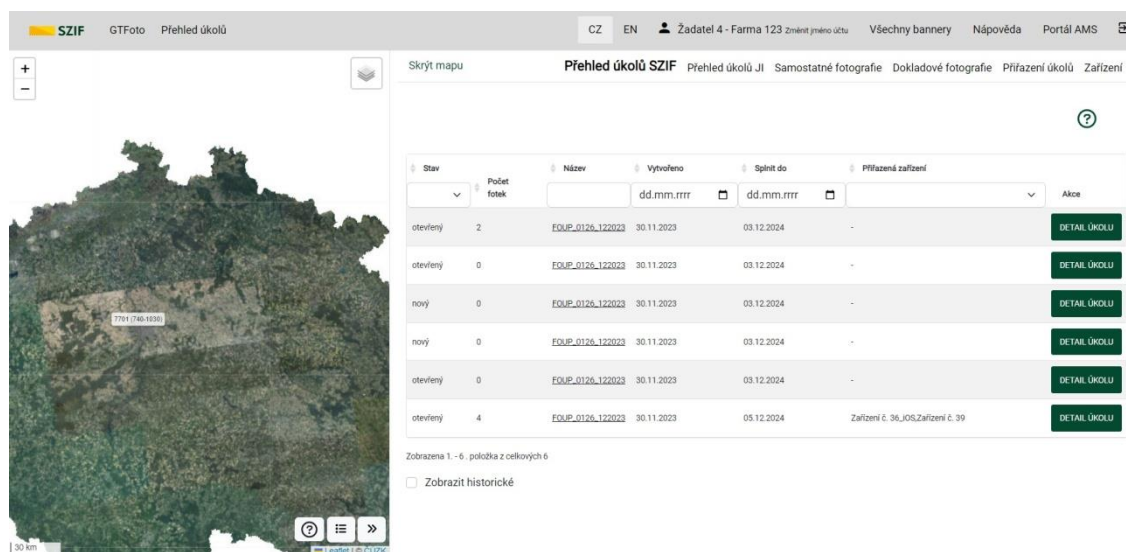 SZIF GTFoto Přehled úkolů CZ EN Žadatel 4 - Farma 123 Změnit jméno účtu Všechny bannery Nápověda Portál AMS
+
−
Skrýt mapu Přehled úkolů SZIF Přehled úkolů JI Samostatné fotografie Dokladové fotografie Přiřazení úkolů Zařízení
?
Stav Počet fotek Název Vytvořeno Splnit do Přiřazená zařízení
dd.mm.rrrr dd.mm.rrrr Akce
otevřený 2 FOUP_0126_122023 30.11.2023 03.12.2024 - DETAIL ÚKOLU
otevřený 0 FOUP_0126_122023 30.11.2023 03.12.2024 - DETAIL ÚKOLU
nový 0 FOUP_0126_122023 30.11.2023 03.12.2024 - DETAIL ÚKOLU
nový 0 FOUP_0126_122023 30.11.2023 03.12.2024 - DETAIL ÚKOLU
otevřený 0 FOUP_0126_122023 30.11.2023 03.12.2024 - DETAIL ÚKOLU
otevřený 4 FOUP_0126_122023 30.11.2023 05.12.2024 Zařízení č. 36_iOS,Zařízení č. 39 DETAIL ÚKOLU
Zobrazena 1. - 6 . položka z celkových 6
Zobrazit historické
7701 (740-1030)
? »
30 km
Leaflet | © ČÚZK